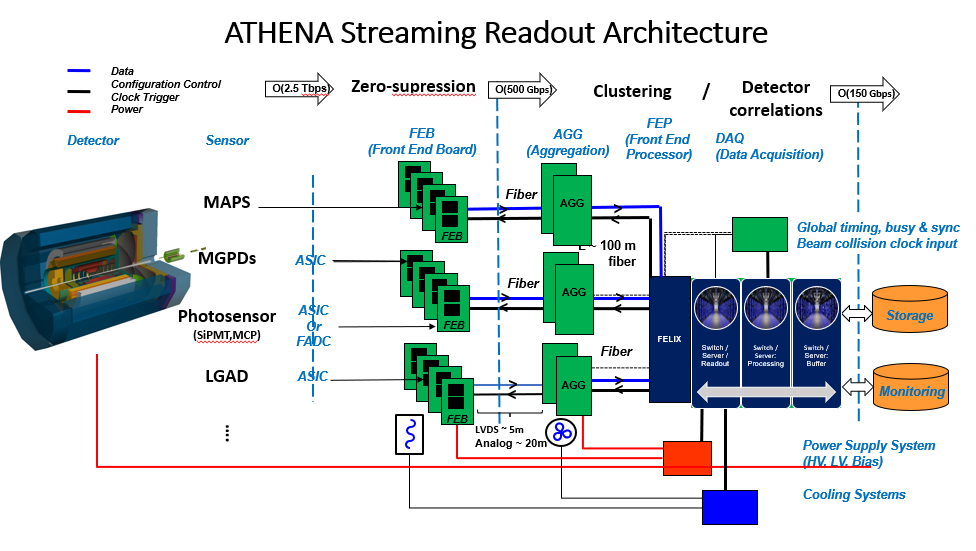 ATHENA Streaming Readout Architecture
Data
Configuration Control
Clock Trigger
Power
O(2.5 Tbps)
Zero-supression
O(500 Gbps)
Clustering / Detector
correlations
O(150 Gbps)
Detector
Sensor
FEB
(Front End Board)
AGG
(Aggregation)
FEP
(Front End
Processor)
DAQ
(Data Acquisition)
MAPS
Fiber
AGG
FEB
Global timing, busy & sync
Beam collision clock input
~ 100 m
fiber
MGPDs
ASIC
Fiber
AGG
FEB
Photosensor
(SiPMT,MCP)
ASIC
Or
FADC
FELIX
Switch /
Server /
Readout
Switch /
Server:
Processing
Switch /
Server:
Buffer
Storage
LGAD
ASIC
Fiber
AGG
FEB
Monitoring
LVDS ~ 5m
Analog ~ 20m
Power Supply System
(HV, LV, Bias)
Cooling Systems